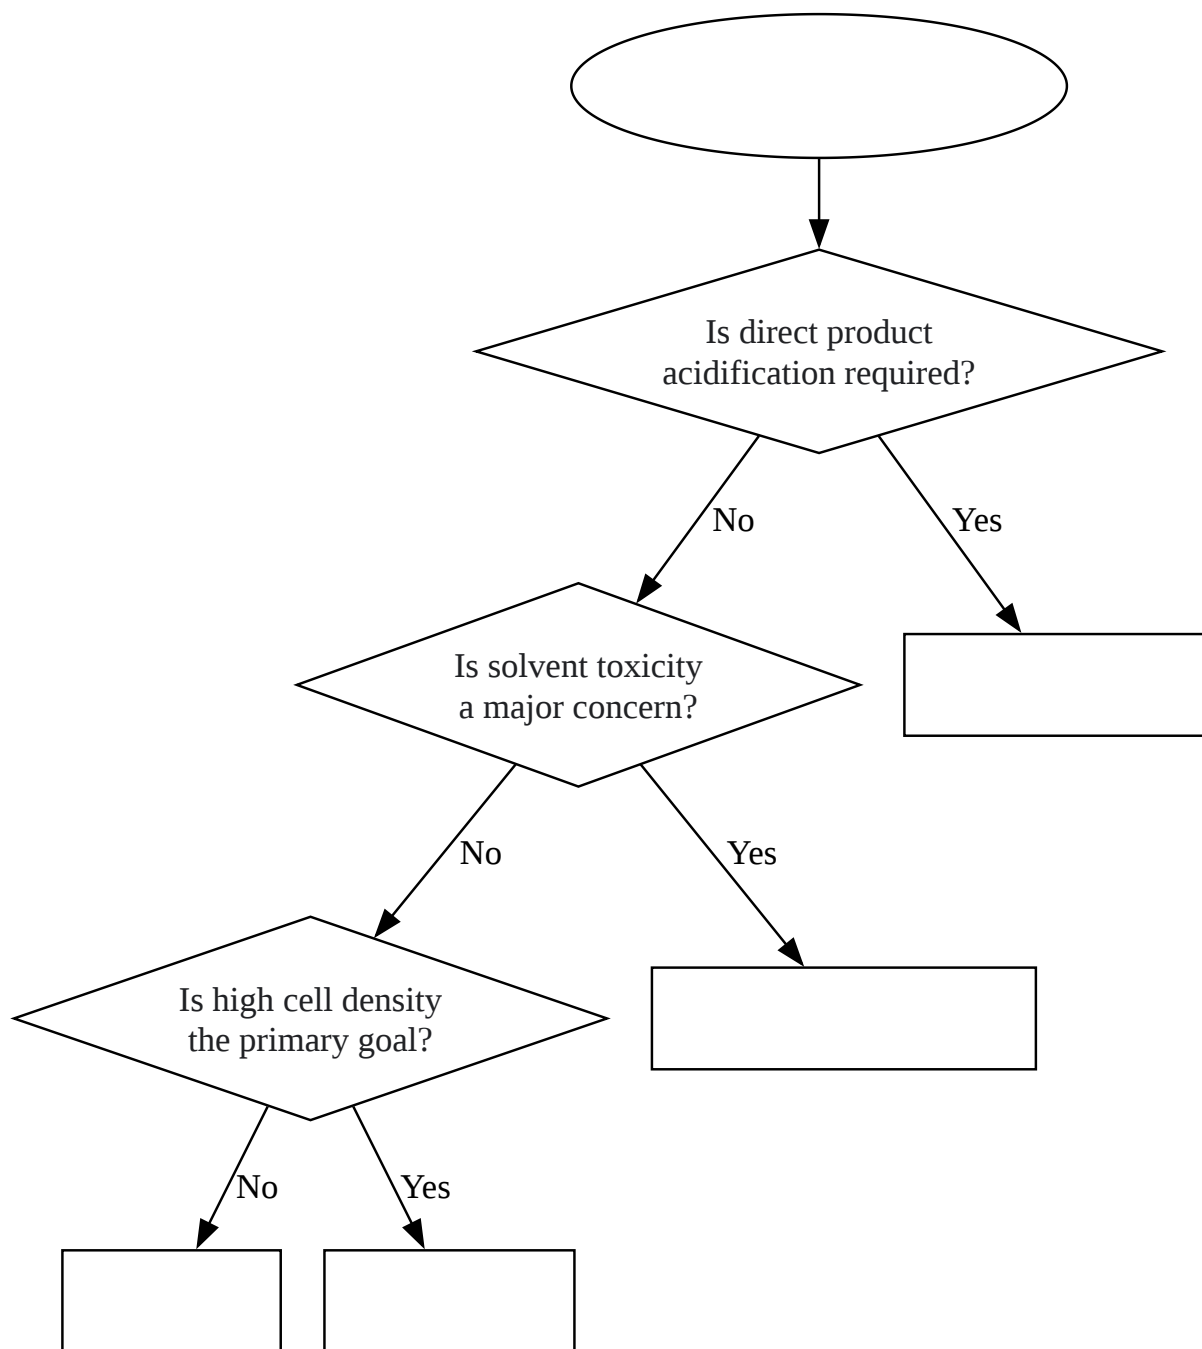 Is direct product
acidification required?
No
Yes
Is solvent toxicity
a major concern?
No
Yes
Is high cell density
the primary goal?
No
Yes